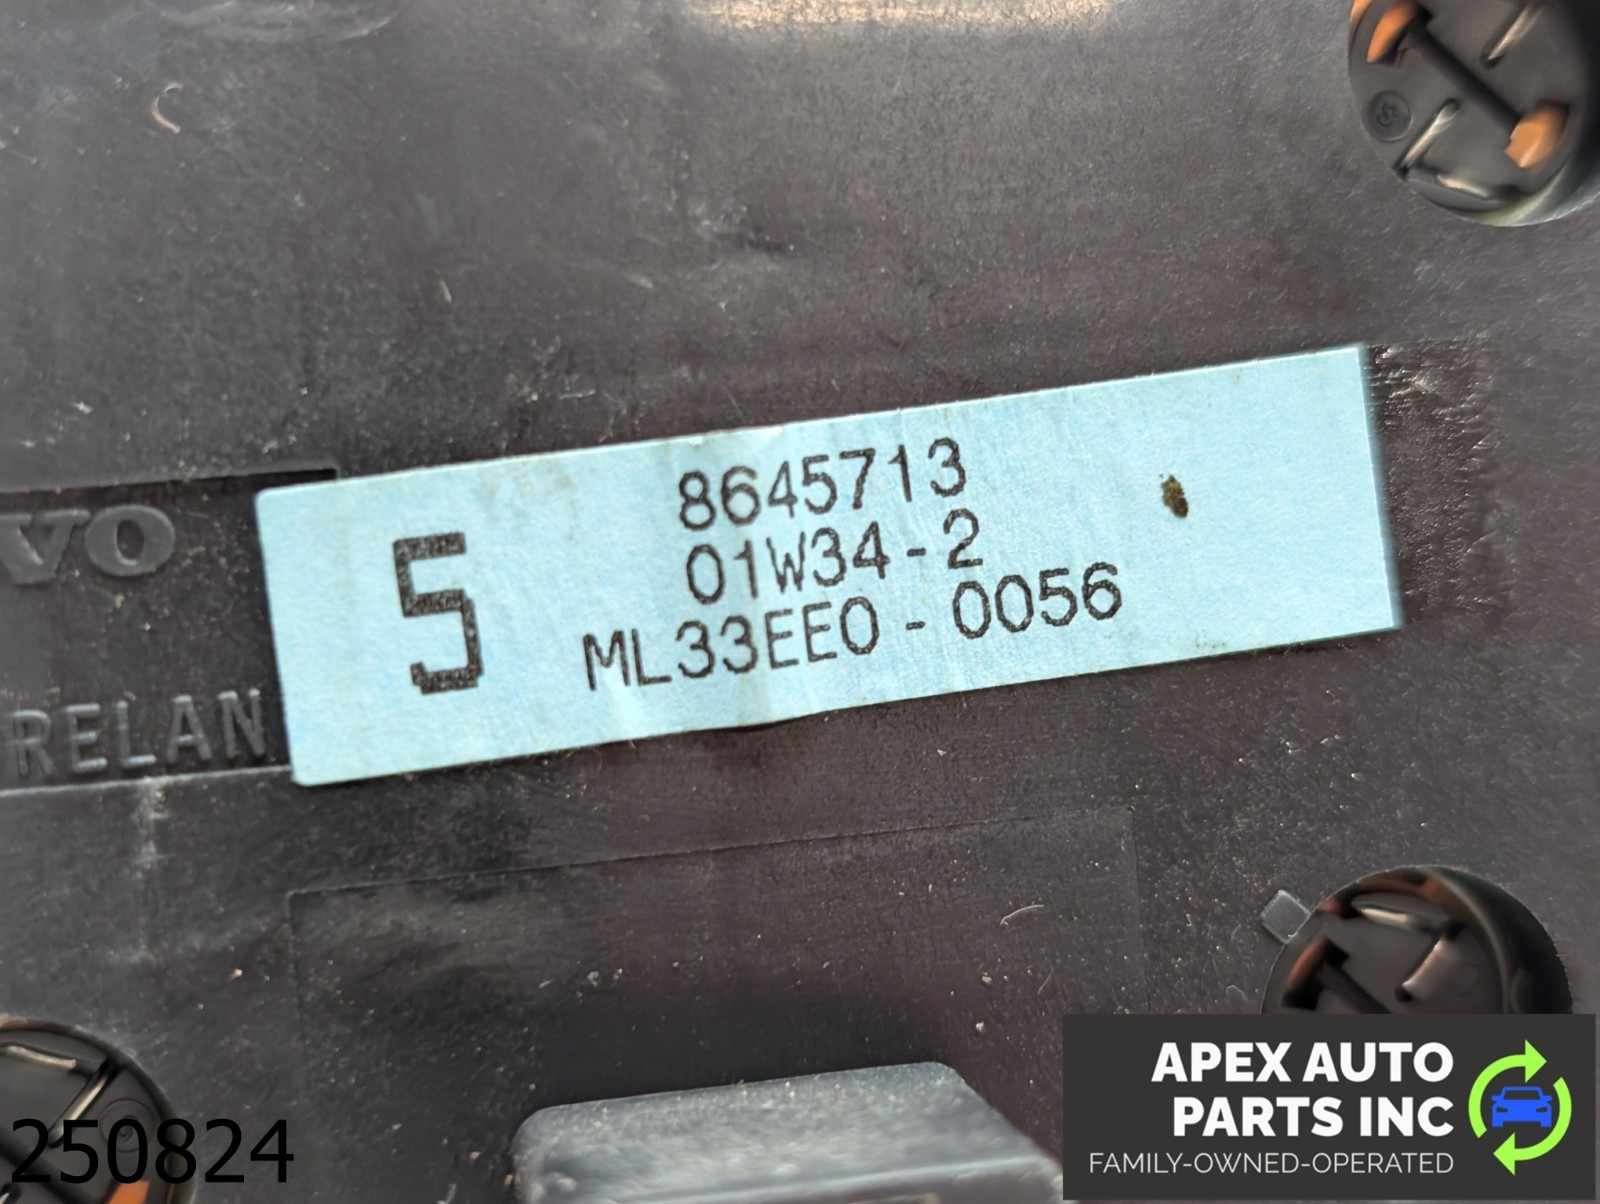 8645713
01W34-2
5
ML33EE0-0056
VO
RELAN
250824
APEX AUTO
PARTS INC
FAMILY-OWNED-OPERATED